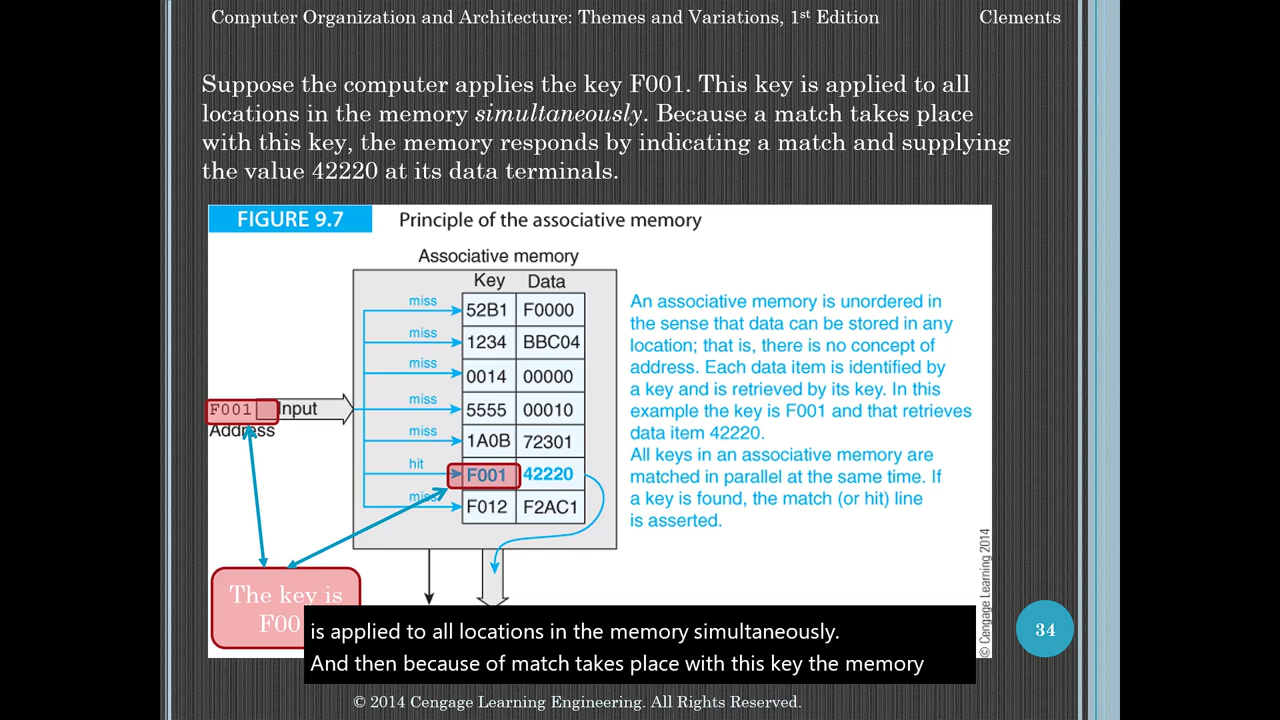 Computer Organization and Architecture: Themes and Variations, 1st Edition Clements
Suppose the computer applies the key F001. This key is applied to all
locations in the memory simultaneously. Because a match takes place
with this key, the memory responds by indicating a match and supplying
the value 42220 at its data terminals.
FIGURE 9.7 Principle of the associative memory
Associative memory
Key Data
miss 52B1 F0000
miss 1234 BBC04
miss 0014 00000
miss 5555 00010
miss 1A0B 72301
hit F001 42220
miss F012 F2AC1
F001 Input
Address
An associative memory is unordered in
the sense that data can be stored in any
location; that is, there is no concept of
address. Each data item is identified by
a key and is retrieved by its key. In this
example the key is F001 and that retrieves
data item 42220.
All keys in an associative memory are
matched in parallel at the same time. If
a key is found, the match (or hit) line
is asserted.
The key is
F00
is applied to all locations in the memory simultaneously.
And then because of match takes place with this key the memory
© Cengage Learning 2014
34
© 2014 Cengage Learning Engineering. All Rights Reserved.